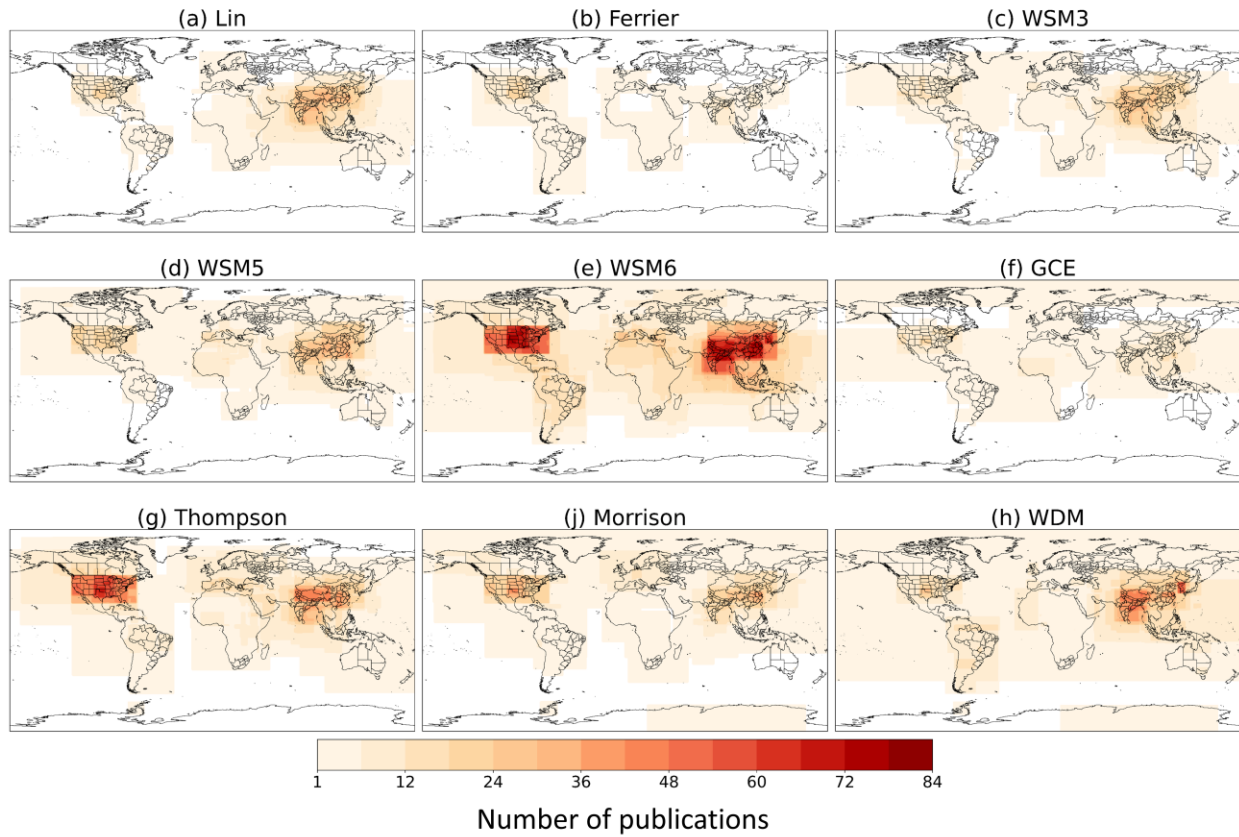 (a) Lin
(b) Ferrier
(c) WSM3
(d) WSM5
(e) WSM6
(f) GCE
(g) Thompson
(j) Morrison
(h) WDM
1 12 24 36 48 60 72 84
Number of publications